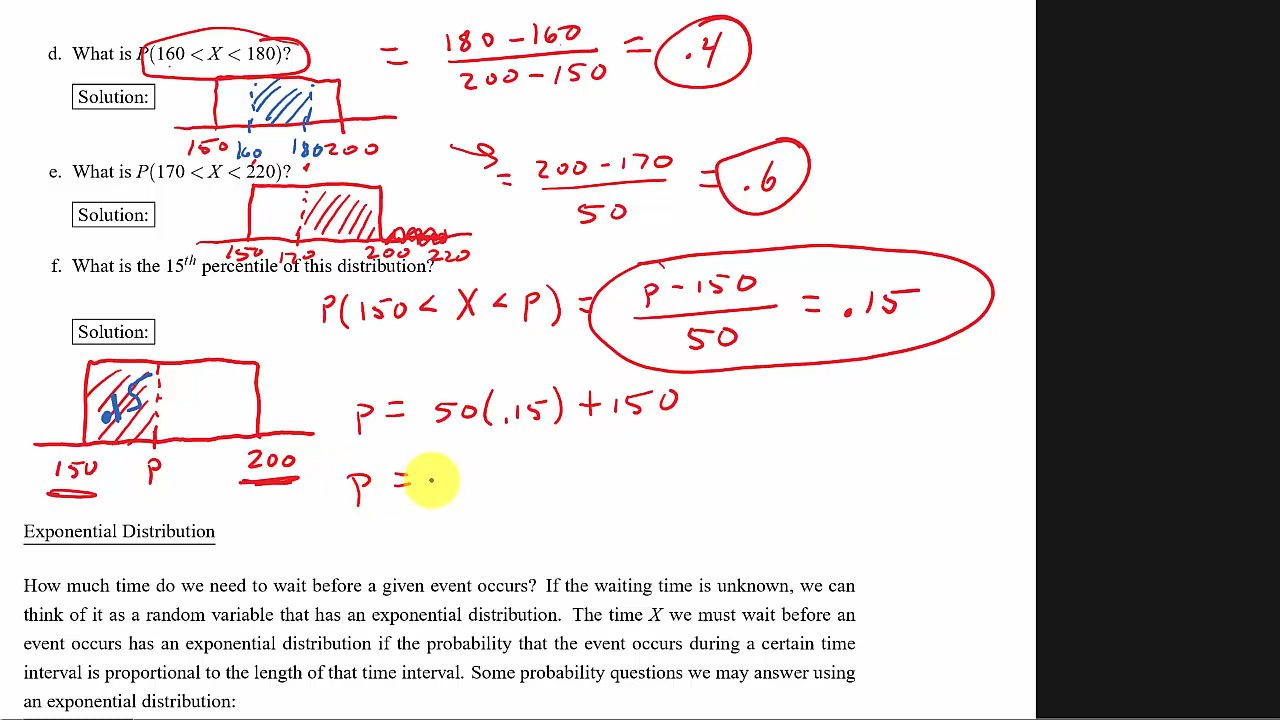 d. What is P(160 < X < 180)? = 180 - 160 / 200 - 150 = .4
Solution:
150 160 180 200
e. What is P(170 < X < 220)? = 200 - 170 / 50 = .6
Solution:
150 170 200 220
f. What is the 15th percentile of this distribution?
P(150 < X < P) = P - 150 / 50 = .15
Solution:
.15
P = 50(.15) + 150
150 P 200
P =
Exponential Distribution
How much time do we need to wait before a given event occurs? If the waiting time is unknown, we can
think of it as a random variable that has an exponential distribution. The time X we must wait before an
event occurs has an exponential distribution if the probability that the event occurs during a certain time
interval is proportional to the length of that time interval. Some probability questions we may answer using
an exponential distribution: